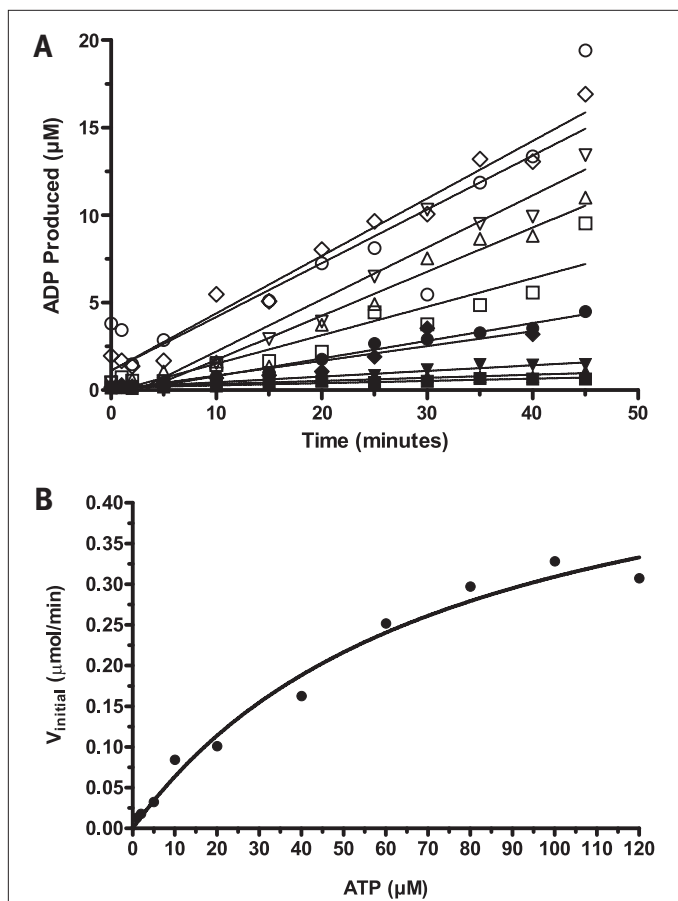 A
ADP Produced (µM)
20
15
10
5
0
0 10 20 30 40 50
Time (minutes)
B
V initial (µmol/min)
0.40
0.35
0.30
0.25
0.20
0.15
0.10
0.05
0.00
0 10 20 30 40 50 60 70 80 90 100 110 120
ATP (µM)